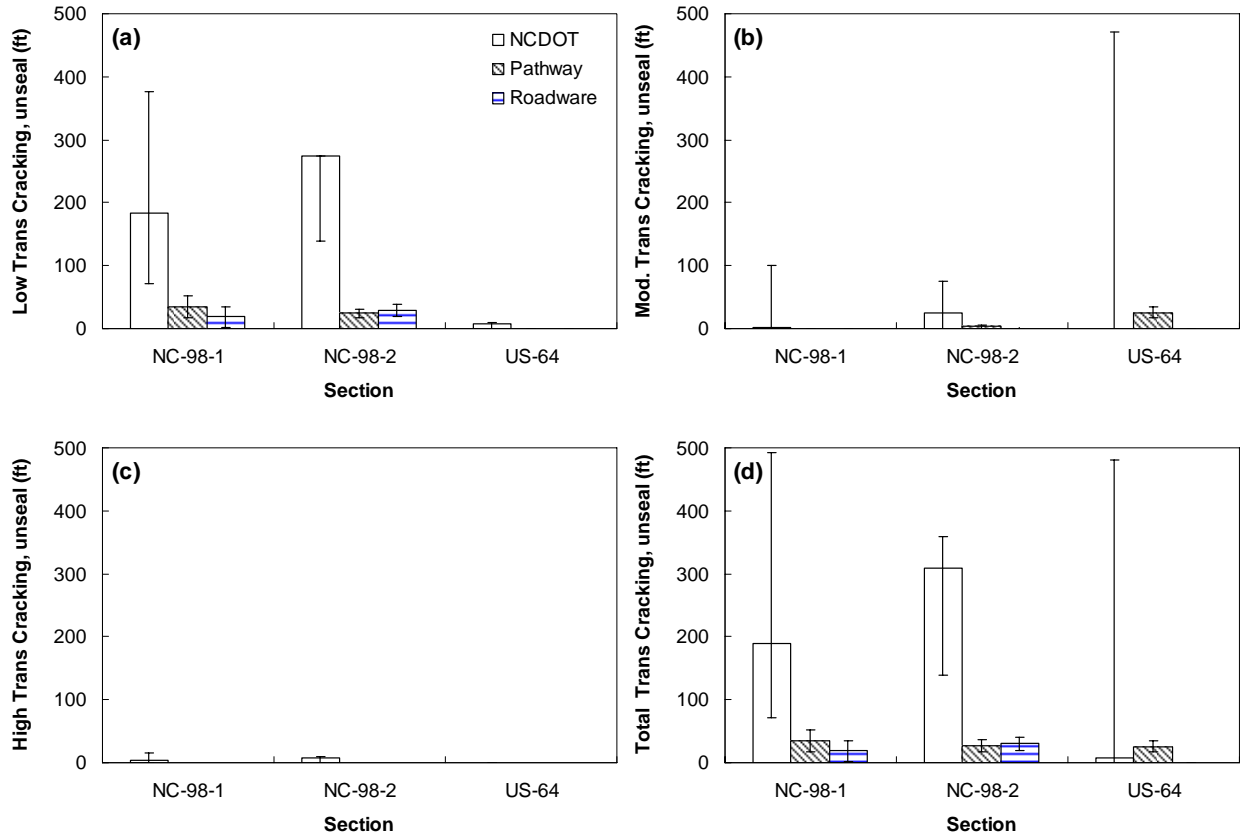 Low Trans Cracking, unseal (ft)
500
400
300
200
100
0
(a)
NCDOT
Pathway
Roadware
NC-98-1 NC-98-2 US-64
Section
Mod. Trans Cracking, unseal (ft)
500
400
300
200
100
0
(b)
NC-98-1 NC-98-2 US-64
Section
High Trans Cracking, unseal (ft)
500
400
300
200
100
0
(c)
NC-98-1 NC-98-2 US-64
Section
Total Trans Cracking, unseal (ft)
500
400
300
200
100
0
(d)
NC-98-1 NC-98-2 US-64
Section